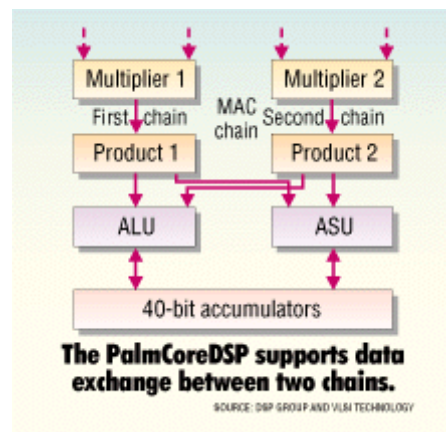 Multiplier 1 Multiplier 2
First chain MAC chain Second chain
Product 1 Product 2
ALU ASU
40-bit accumulators
The PalmCoreDSP supports data
exchange between two chains.
SOURCE: DSP GROUP AND VLSI TECHNOLOGY